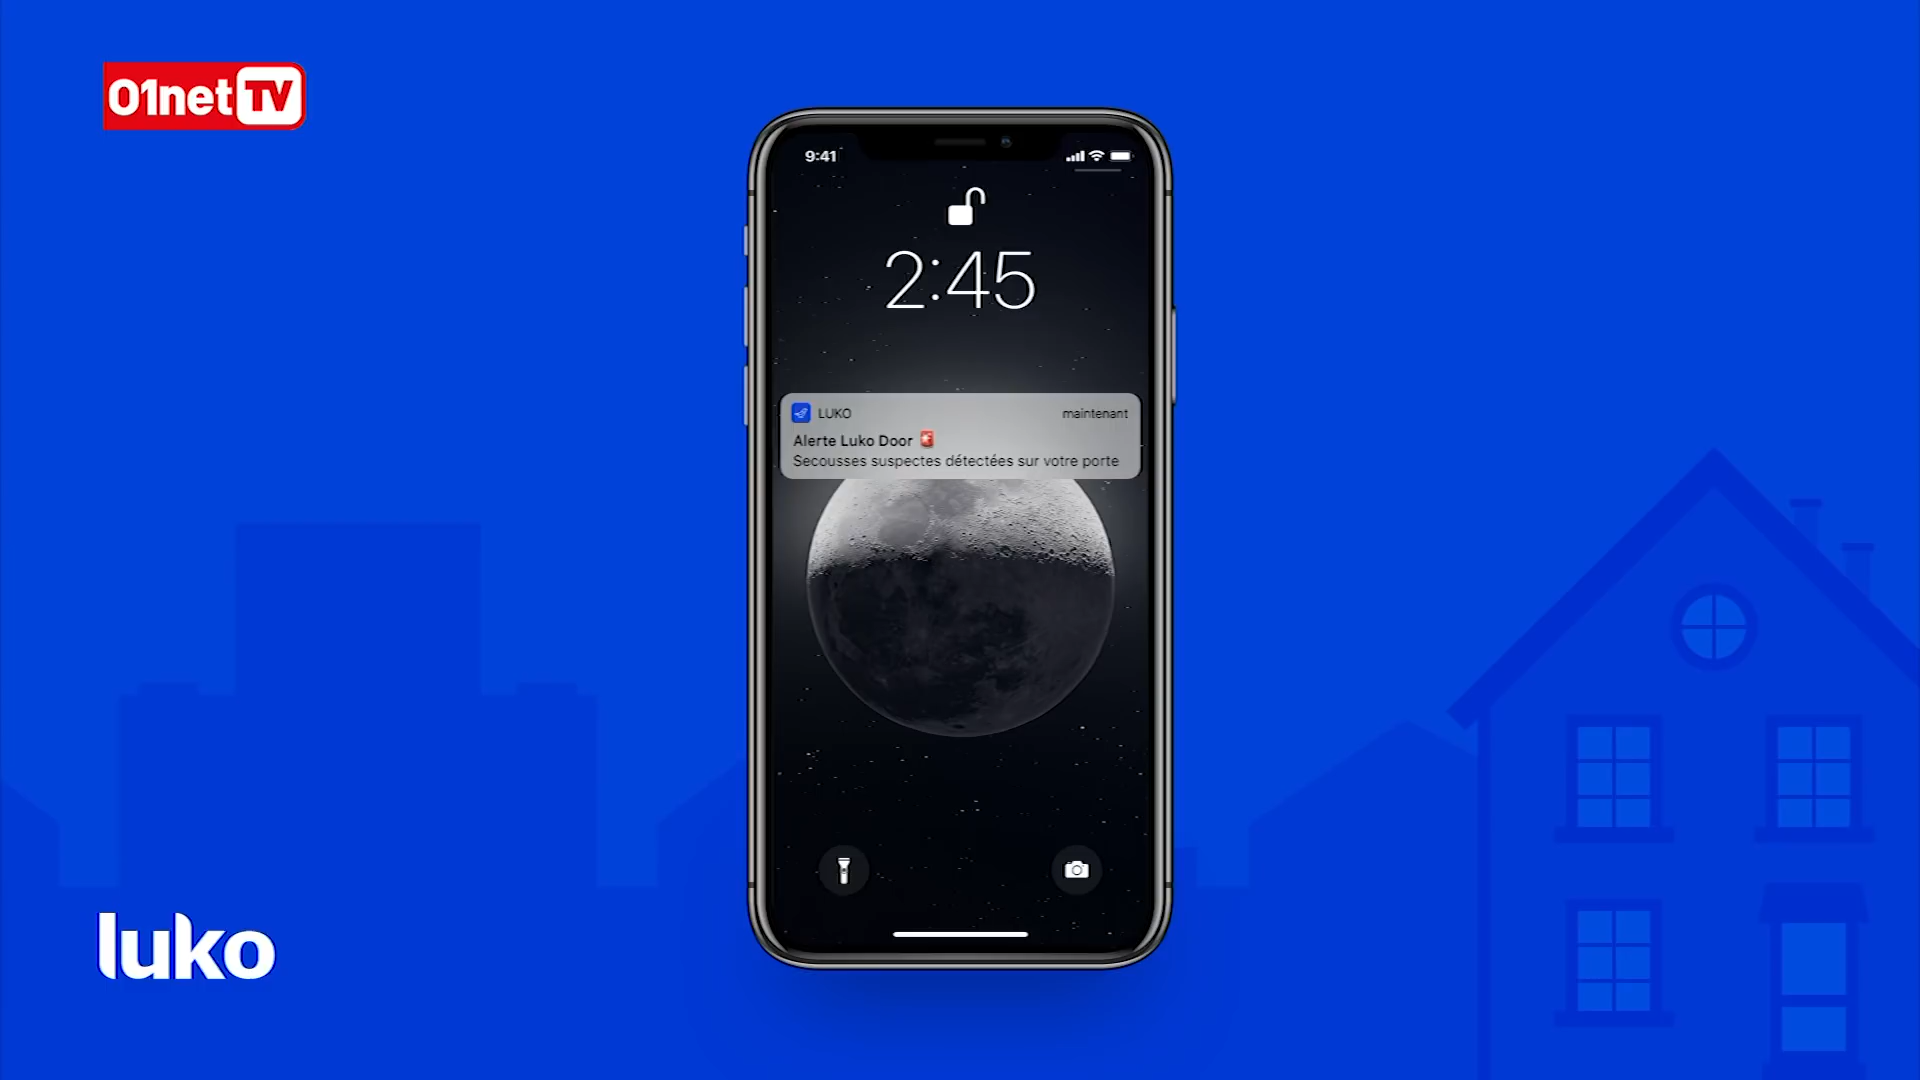 01net TV
9:41
2:45
LUKO maintenant
Alerte Luko Door
Secousses suspectes détectées sur votre porte
luko